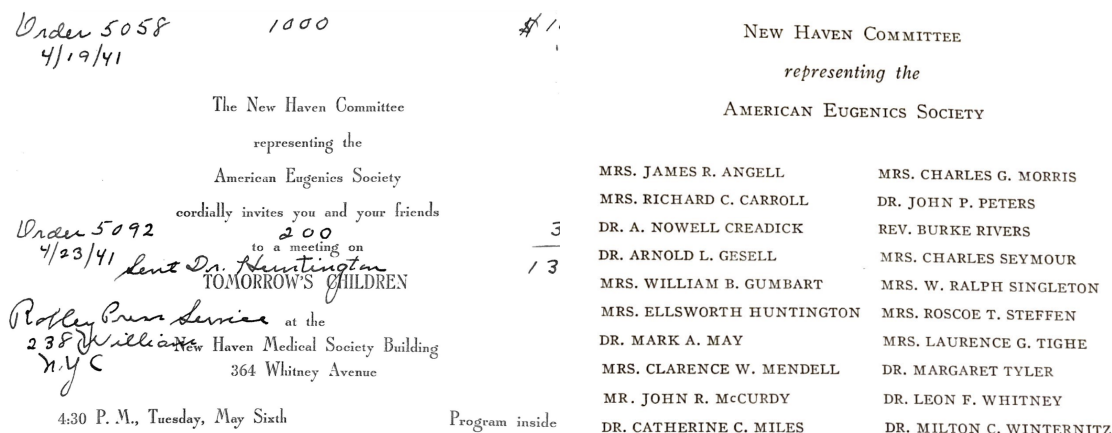 Order 5058 1000 $ 1
4/19/41
The New Haven Committee
representing the
American Eugenics Society
cordially invites you and your friends
Order 5092 200 3
4/23/41 to a meeting on
Sent Dr. Huntington 13
TOMORROW'S CHILDREN
Press Service at the
238 William New Haven Medical Society Building
N.Y C 364 Whitney Avenue
4:30 P. M., Tuesday, May Sixth Program inside
New Haven Committee
representing the
American Eugenics Society
MRS. JAMES R. ANGELL
MRS. RICHARD C. CARROLL
DR. A. NOWELL CREADICK
DR. ARNOLD L. GESELL
MRS. WILLIAM B. GUMBART
MRS. ELLSWORTH HUNTINGTON
DR. MARK A. MAY
MRS. CLARENCE W. MENDELL
MR. JOHN R. McCURDY
DR. CATHERINE C. MILES
MRS. CHARLES G. MORRIS
DR. JOHN P. PETERS
REV. BURKE RIVERS
MRS. CHARLES SEYMOUR
MRS. W. RALPH SINGLETON
MRS. ROSCOE T. STEFFEN
MRS. LAURENCE G. TIGHE
DR. MARGARET TYLER
DR. LEON F. WHITNEY
DR. MILTON C. WINTERNITZ